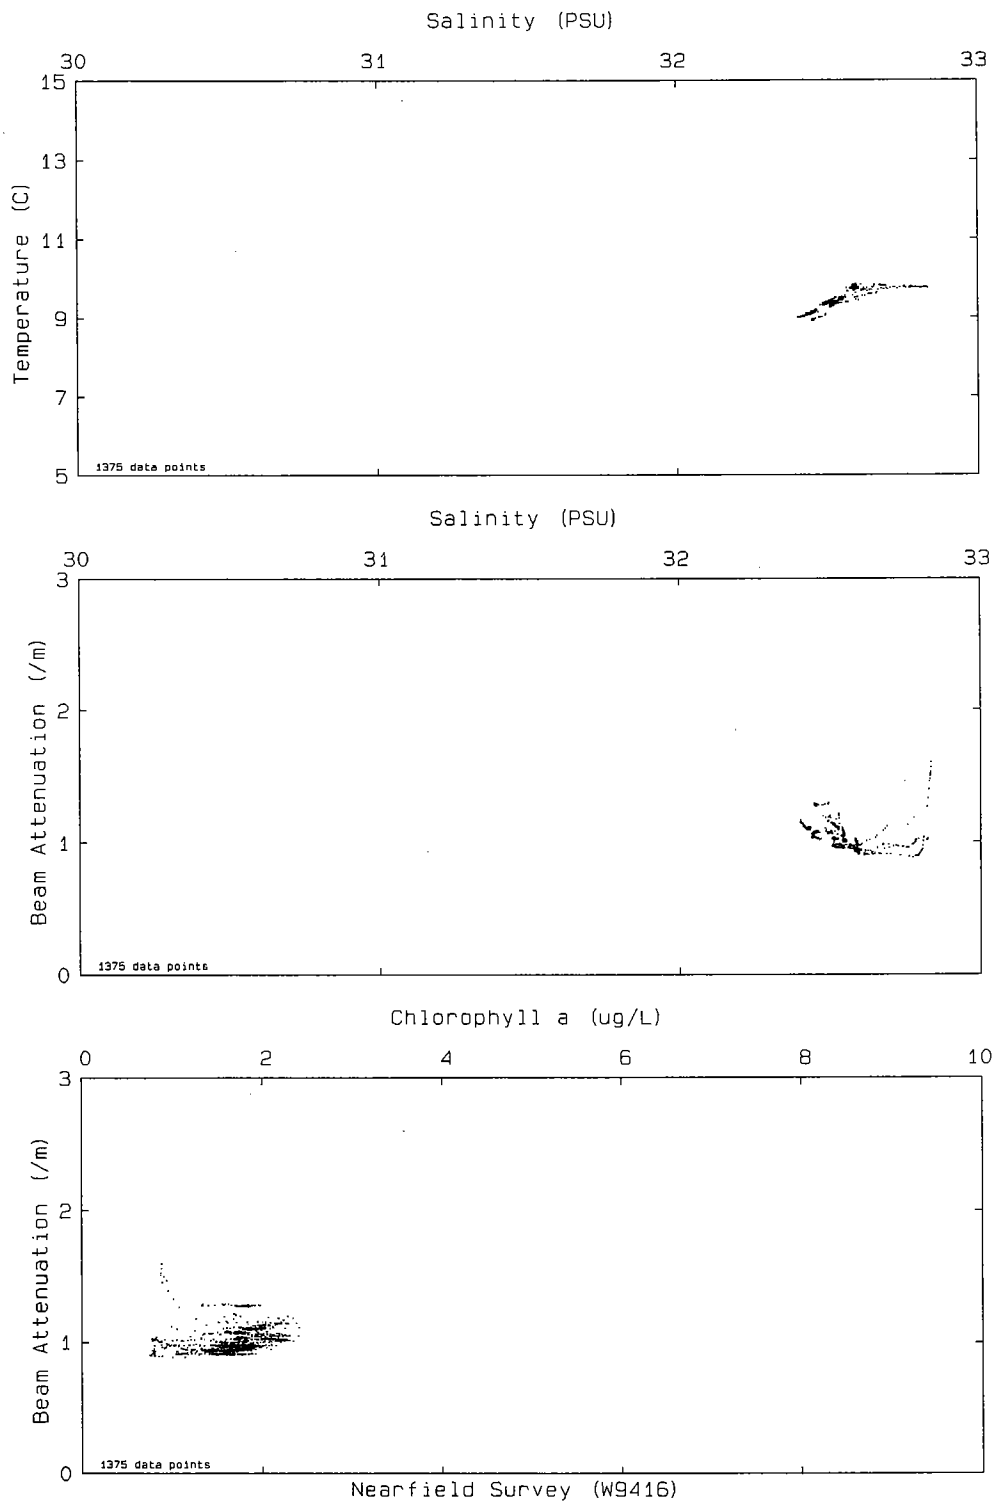 Salinity (PSU)
30 31 32 33
15
13
11
9
7
5
Temperature (C)
1375 data points
Salinity (PSU)
30 31 32 33
3
2
1
0
Beam Attenuation (/m)
1375 data points
Chlorophyll a (ug/L)
0 2 4 6 8 10
3
2
1
0
Beam Attenuation (/m)
1375 data points
Nearfield Survey (W9416)